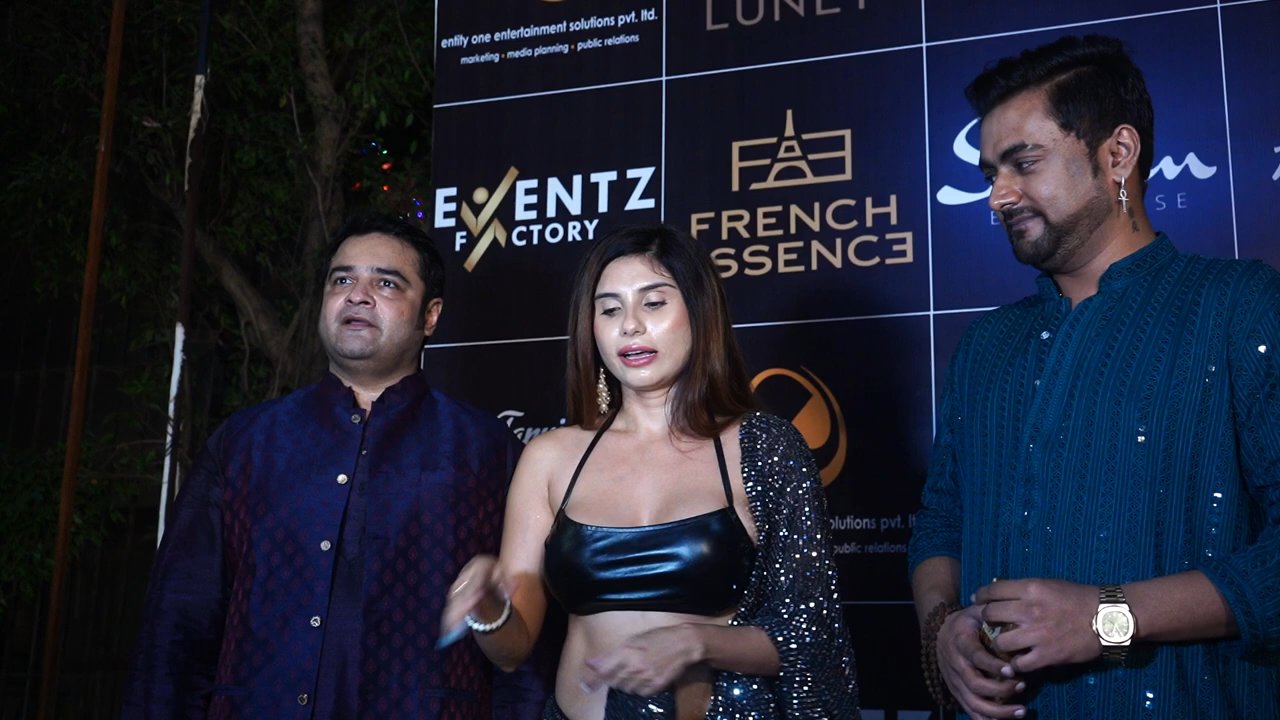 entity one entertainment solutions pvt. ltd.
marketing • media planning • public relations
LUNET
EVENTZ
FACTORY
FRENCH
ESSENCE
olutions pvt. lt
public relations